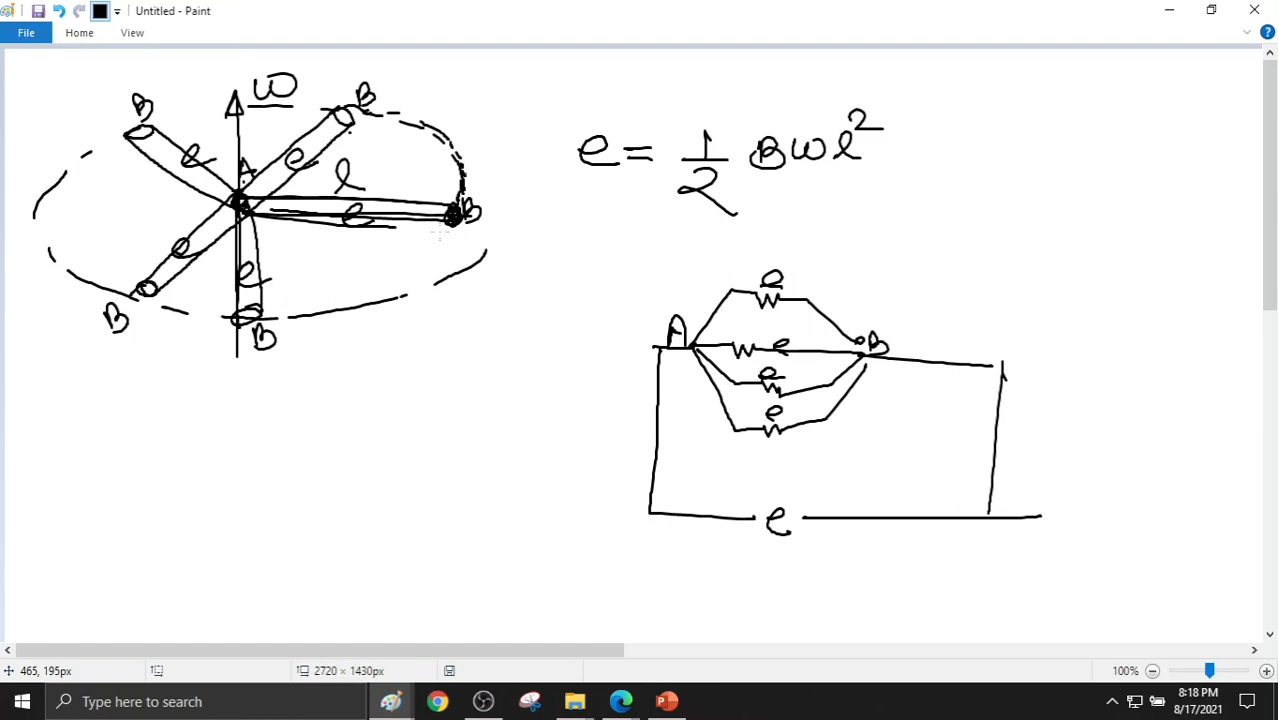 Untitled - Paint
File Home View
ω
B
B
A
e
e
l
e
B
e
e
B
B
e = 1/2 Bωl²
e
A
e
B
e
e
e
465, 195px
2720 × 1430px
100%
Type here to search
8:18 PM
8/17/2021